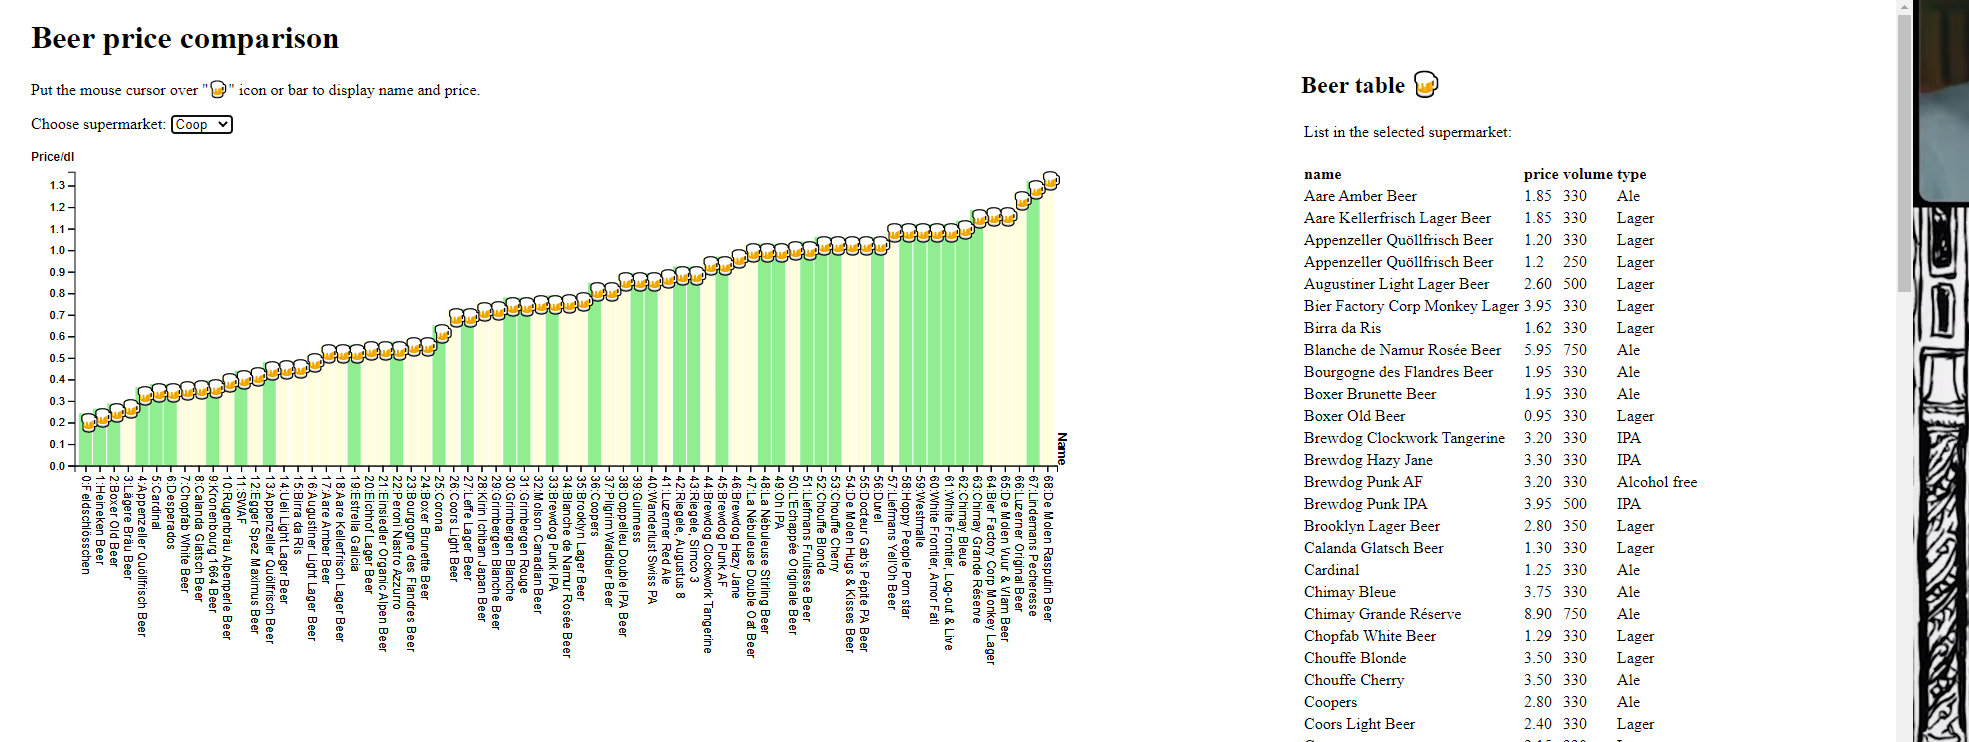 Beer price comparison
Put the mouse cursor over " " icon or bar to display name and price.
Choose supermarket: Coop
Price/dl
1.3
1.2
1.1
1.0
0.9
0.8
0.7
0.6
0.5
0.4
0.3
0.2
0.1
0.0
Name
0:Feldschlösschen
1:Heineken Beer
2:Boxer Old Beer
3:Lägere Bräu Beer
4:Appenzeller Quöllfrisch Beer
5:Cardinal
6:Desperados
7:Chopfab White Beer
8:Calanda Glatsch Beer
9:Kronenbourg 1664 Beer
10:Rugenbräu Alpenperle Beer
11:SWAF
12:Egger Spez Maximus Beer
13:Appenzeller Quöllfrisch Beer
14:Ueli Light Lager Beer
15:Birra da Ris
16:Augustiner Light Lager Beer
17:Aare Amber Beer
18:Aare Kellerfrisch Lager Beer
19:Estrella Galicia
20:Eichhof Lager Beer
21:Einsiedler Organic Alpen Beer
22:Peroni Nastro Azzurro
23:Bourgogne des Flandres Beer
24:Boxer Brunette Beer
25:Corona
26:Coors Light Beer
27:Leffe Lager Beer
28:Kirin Ichiban Japan Beer
29:Grimbergen Blanche Beer
30:Grimbergen Blanche
31:Grimbergen Rouge
32:Molson Canadian Beer
33:Brewdog Punk IPA
34:Blanche de Namur Rosée Beer
35:Brooklyn Lager Beer
36:Coopers
37:Pilgrim Waldbier Beer
38:Doppelleu Double IPA Beer
39:Guinness
40:Wanderlust Swiss PA
41:Luzerner Red Ale
42:Riegele, Augustus 8
43:Riegele, Simco 3
44:Brewdog Clockwork Tangerine
45:Brewdog Punk AF
46:Brewdog Hazy Jane
47:La Nébuleuse Double Oat Beer
48:La Nébuleuse Stirling Beer
49:Oh IPA
50:L'Echappée Originale Beer
51:Liefmans Fruitesse Beer
52:Chouffe Blonde
53:Chouffe Cherry
54:De Molen Hugs & Kisses Beer
55:Docteur Gab's Pépite PA Beer
56:Duvel
57:Liefmans Yell'Oh Beer
58:Hoppy People Porn star
59:Westmalle
60:White Frontier, Amor Fati
61:White Frontier, Log-out & Live
62:Chimay Bleue
63:Chimay Grande Réserve
64:Bier Factory Corp Monkey Lager
65:De Molen Vuur & Vlam Beer
66:Luzerner Original Beer
67:Lindemans Pecheresse
68:De Molen Rasputin Beer
Beer table
List in the selected supermarket:
name price volume type
Aare Amber Beer 1.85 330 Ale
Aare Kellerfrisch Lager Beer 1.85 330 Lager
Appenzeller Quöllfrisch Beer 1.20 330 Lager
Appenzeller Quöllfrisch Beer 1.2 250 Lager
Augustiner Light Lager Beer 2.60 500 Lager
Bier Factory Corp Monkey Lager 3.95 330 Lager
Birra da Ris 1.62 330 Lager
Blanche de Namur Rosée Beer 5.95 750 Ale
Bourgogne des Flandres Beer 1.95 330 Ale
Boxer Brunette Beer 1.95 330 Ale
Boxer Old Beer 0.95 330 Lager
Brewdog Clockwork Tangerine 3.20 330 IPA
Brewdog Hazy Jane 3.30 330 IPA
Brewdog Punk AF 3.20 330 Alcohol free
Brewdog Punk IPA 3.95 500 IPA
Brooklyn Lager Beer 2.80 350 Lager
Calanda Glatsch Beer 1.30 330 Lager
Cardinal 1.25 330 Ale
Chimay Bleue 3.75 330 Ale
Chimay Grande Réserve 8.90 750 Ale
Chopfab White Beer 1.29 330 Lager
Chouffe Blonde 3.50 330 Lager
Chouffe Cherry 3.50 330 Ale
Coopers 2.80 330 Ale
Coors Light Beer 2.40 330 Lager